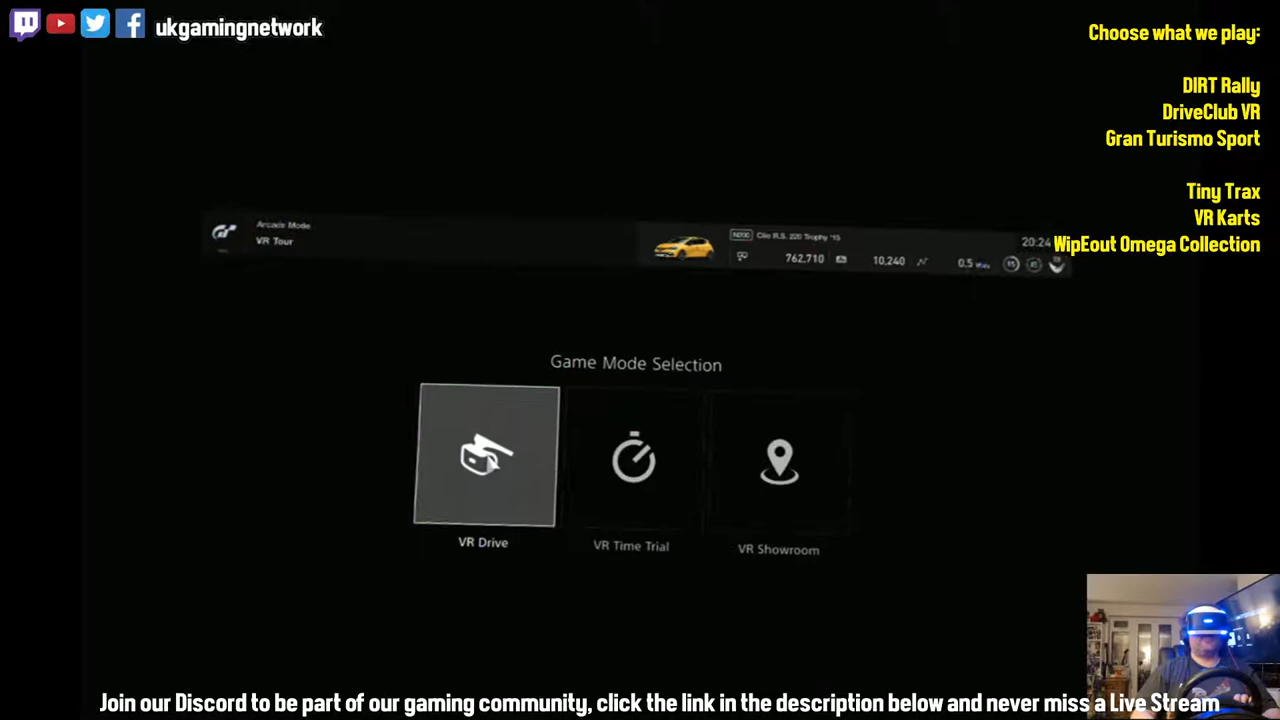 ukgamingnetwork
Choose what we play:
DIRT Rally
DriveClub VR
Gran Turismo Sport
Tiny Trax
VR Karts
WipEout Omega Collection
Arcade Mode
VR Tour
N200 Clio R.S. 220 Trophy '15
762,710
10,240
0.5
20:24
Game Mode Selection
VR Drive
VR Time Trial
VR Showroom
Join our Discord to be part of our gaming community, click the link in the description below and never miss a Live Stream